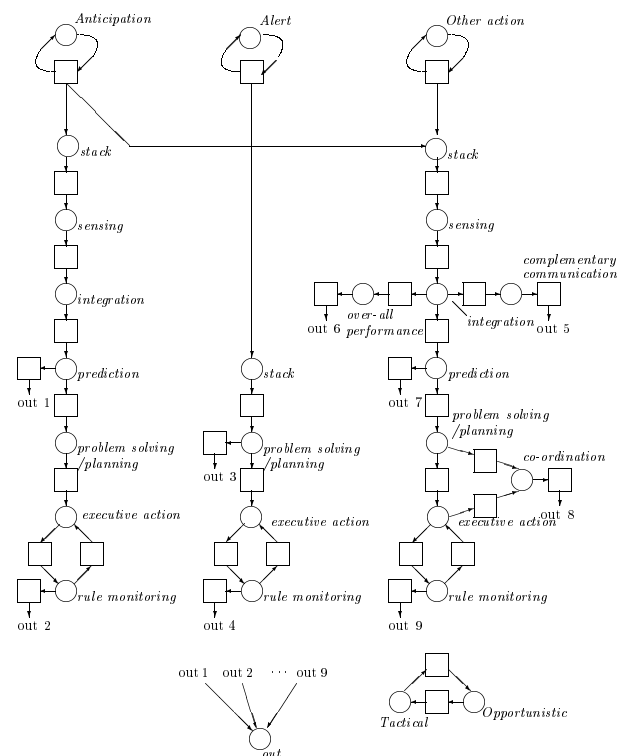 Anticipation
Alert
Other action
stack
stack
sensing
sensing
complementary
communication
integration
over-all
performance
integration
out 6
out 5
prediction
stack
prediction
out 1
out 7
problem solving
/planning
problem solving
/planning
problem solving
/planning
co-ordination
out 3
executive action
executive action
executive action
out 8
rule monitoring
rule monitoring
rule monitoring
out 2
out 4
out 9
out 1 out 2 ··· out 9
out
Tactical
Opportunistic